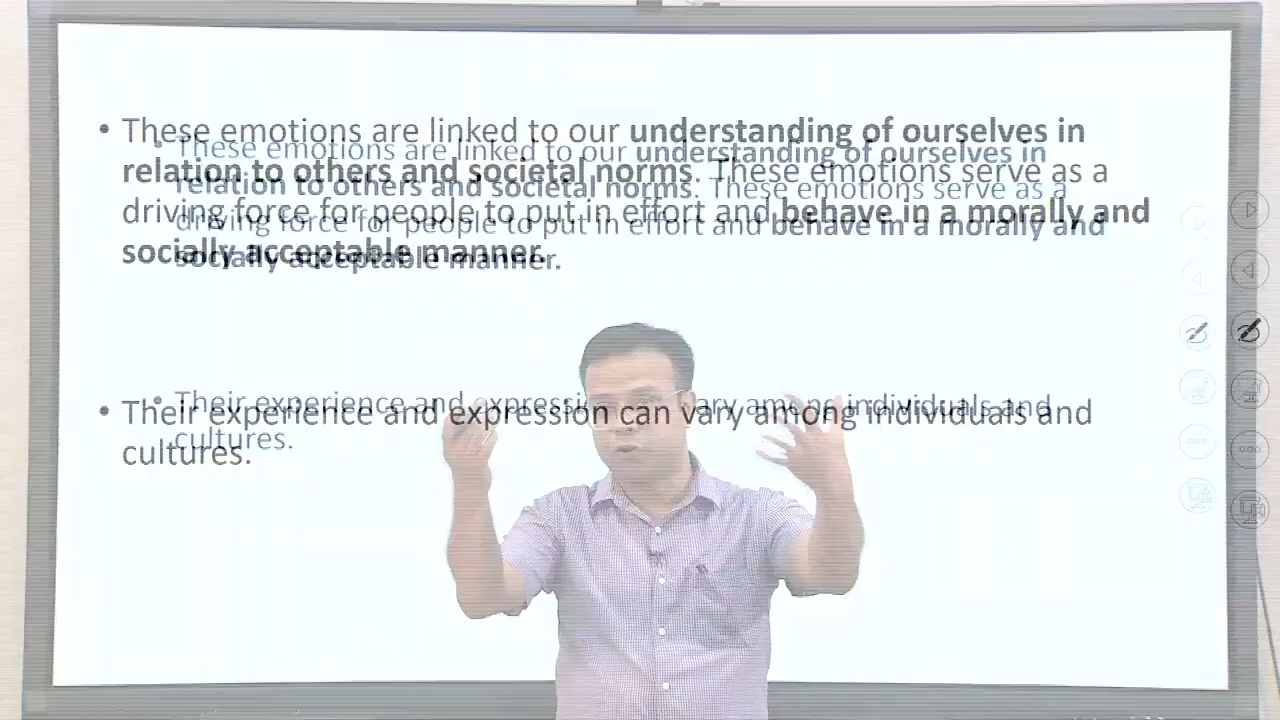 • These emotions are linked to our understanding of ourselves in
relation to others and societal norms. These emotions serve as a
driving force for people to put in effort and behave in a morally and
socially acceptable manner.
• Their experience and expression can vary among individuals and
cultures.